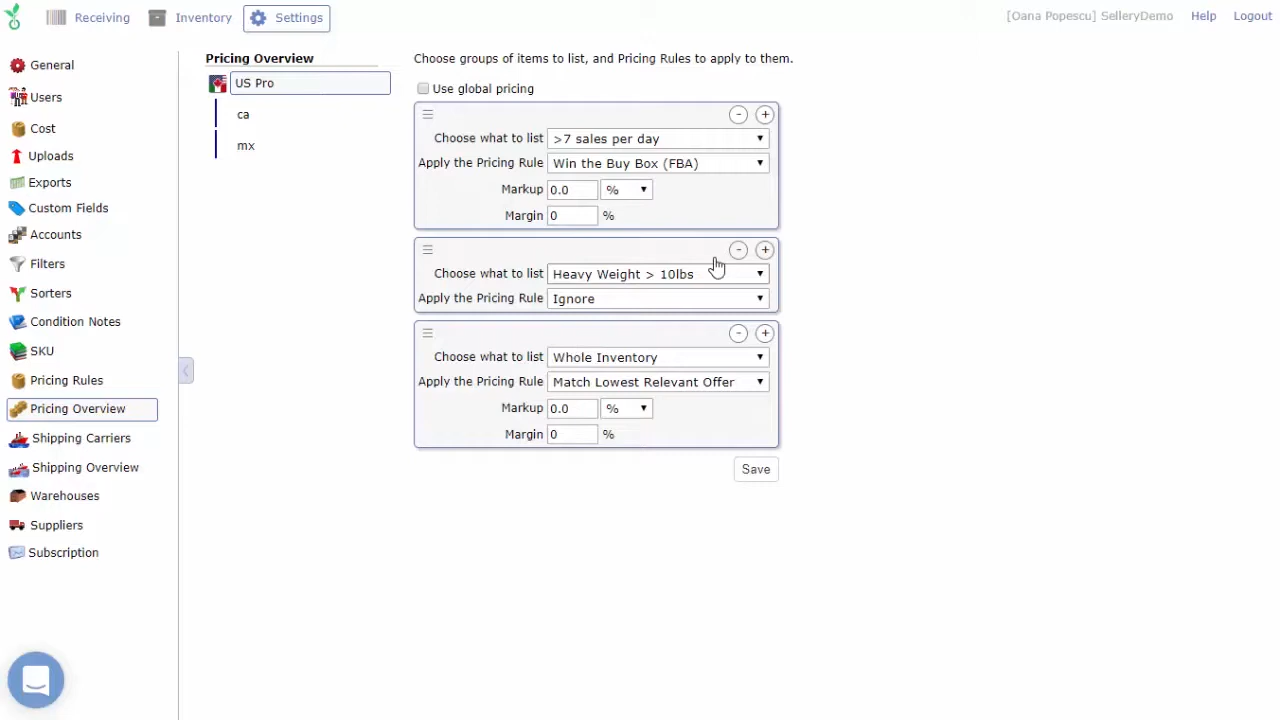 Receiving Inventory Settings [Oana Popescu] SelleryDemo Help Logout
General
Users
Cost
Uploads
Exports
Custom Fields
Accounts
Filters
Sorters
Condition Notes
SKU
Pricing Rules
Pricing Overview
Shipping Carriers
Shipping Overview
Warehouses
Suppliers
Subscription
Pricing Overview
US Pro
ca
mx
Choose groups of items to list, and Pricing Rules to apply to them.
Use global pricing
- +
Choose what to list >7 sales per day
Apply the Pricing Rule Win the Buy Box (FBA)
Markup 0.0 %
Margin 0 %
- +
Choose what to list Heavy Weight > 10lbs
Apply the Pricing Rule Ignore
- +
Choose what to list Whole Inventory
Apply the Pricing Rule Match Lowest Relevant Offer
Markup 0.0 %
Margin 0 %
Save